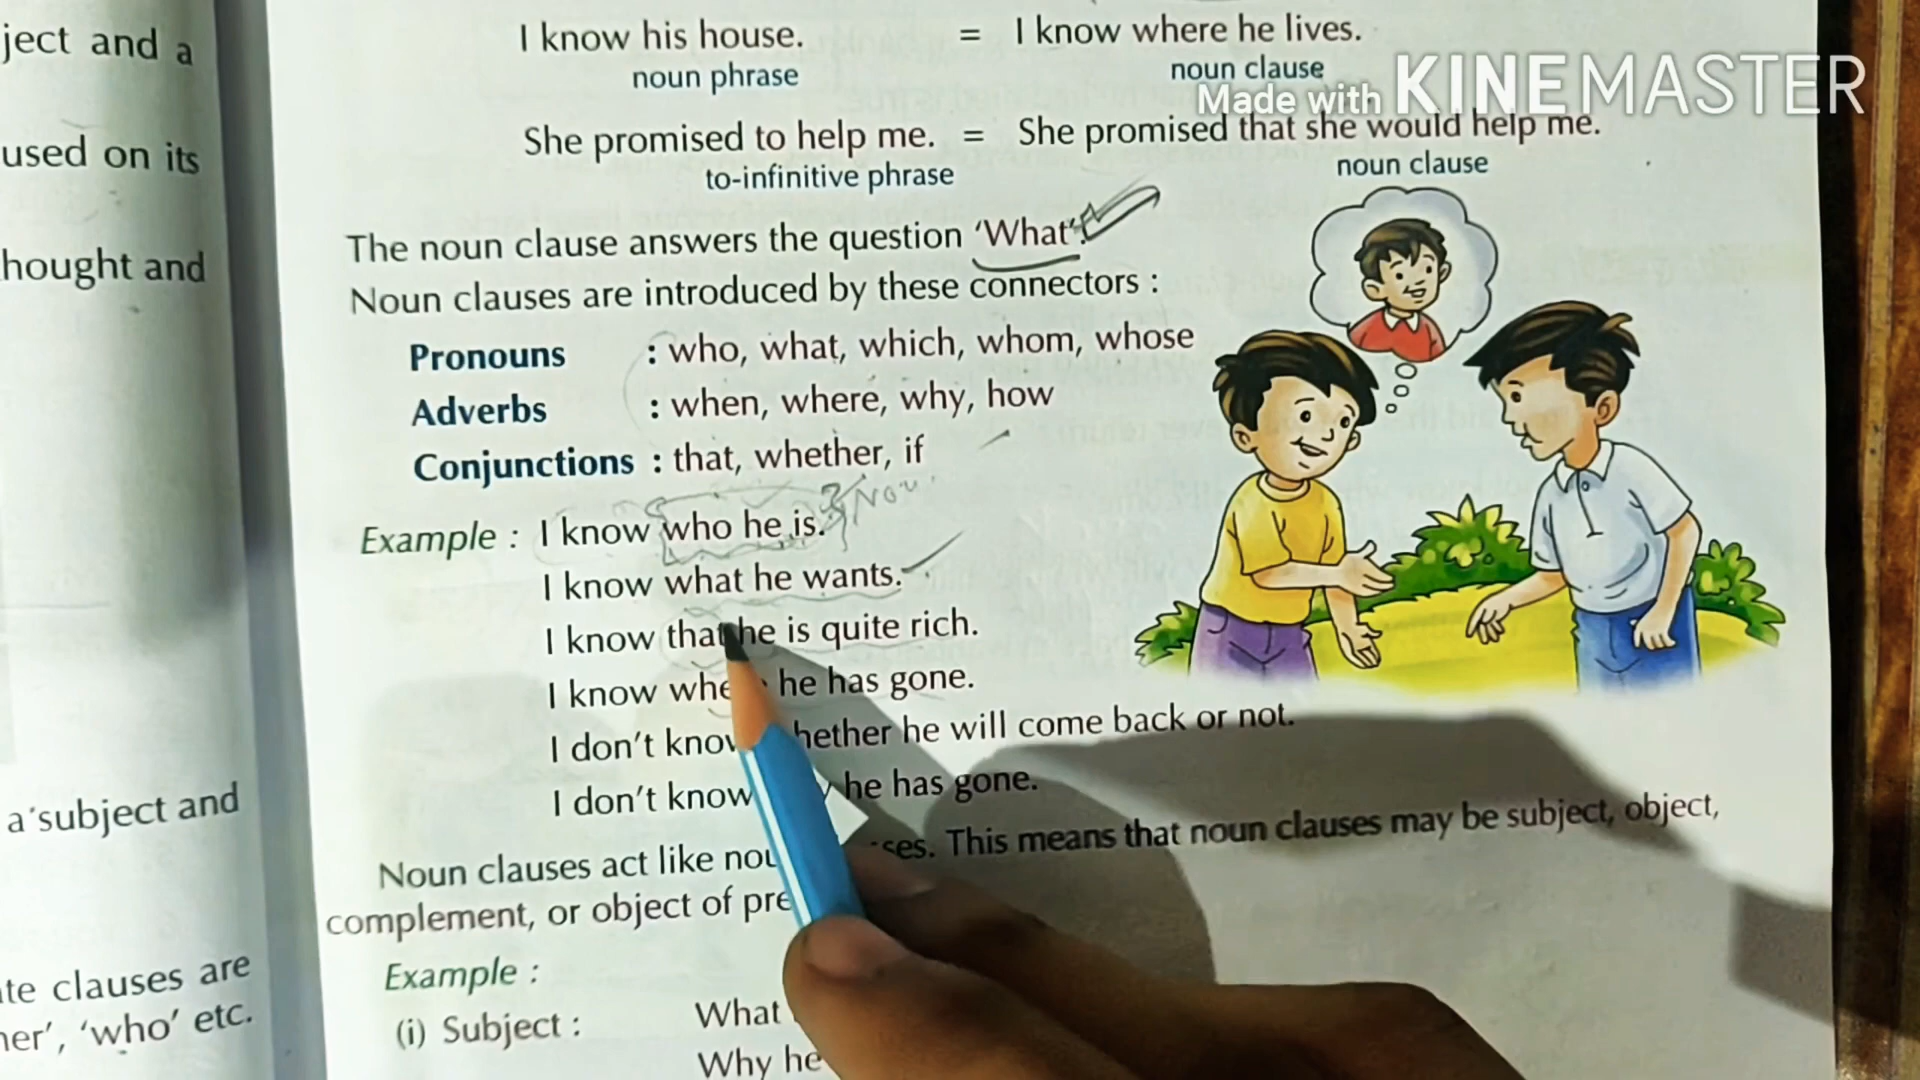 ject and a
used on its
hought and
a subject and
te clauses are
her', 'who' etc.
I know his house. = I know where he lives.
noun phrase noun clause
Made with KINEMASTER
She promised to help me. = She promised that she would help me.
to-infinitive phrase noun clause
The noun clause answers the question 'What'.
Noun clauses are introduced by these connectors :
Pronouns : who, what, which, whom, whose
Adverbs : when, where, why, how
Conjunctions : that, whether, if
Nou
Example : I know who he is.
I know what he wants.
I know that he is quite rich.
I know whe he has gone.
I don't know hether he will come back or not.
I don't know y he has gone.
Noun clauses act like nou ses. This means that noun clauses may be subject, object,
complement, or object of pre
Example :
(i) Subject : What
Why he